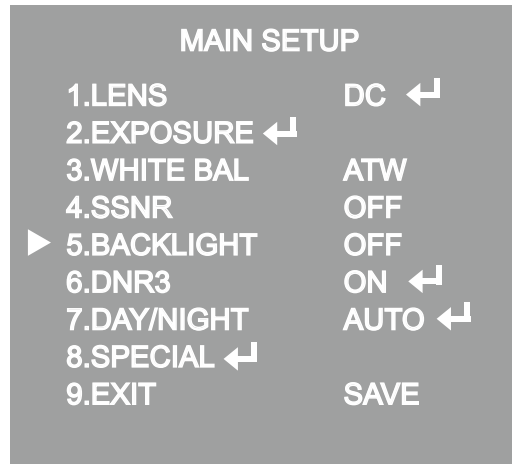 MAIN SETUP
1.LENS DC ↵
2.EXPOSURE ↵
3.WHITE BAL ATW
4.SSNR OFF
▶ 5.BACKLIGHT OFF
6.DNR3 ON ↵
7.DAY/NIGHT AUTO ↵
8.SPECIAL ↵
9.EXIT SAVE